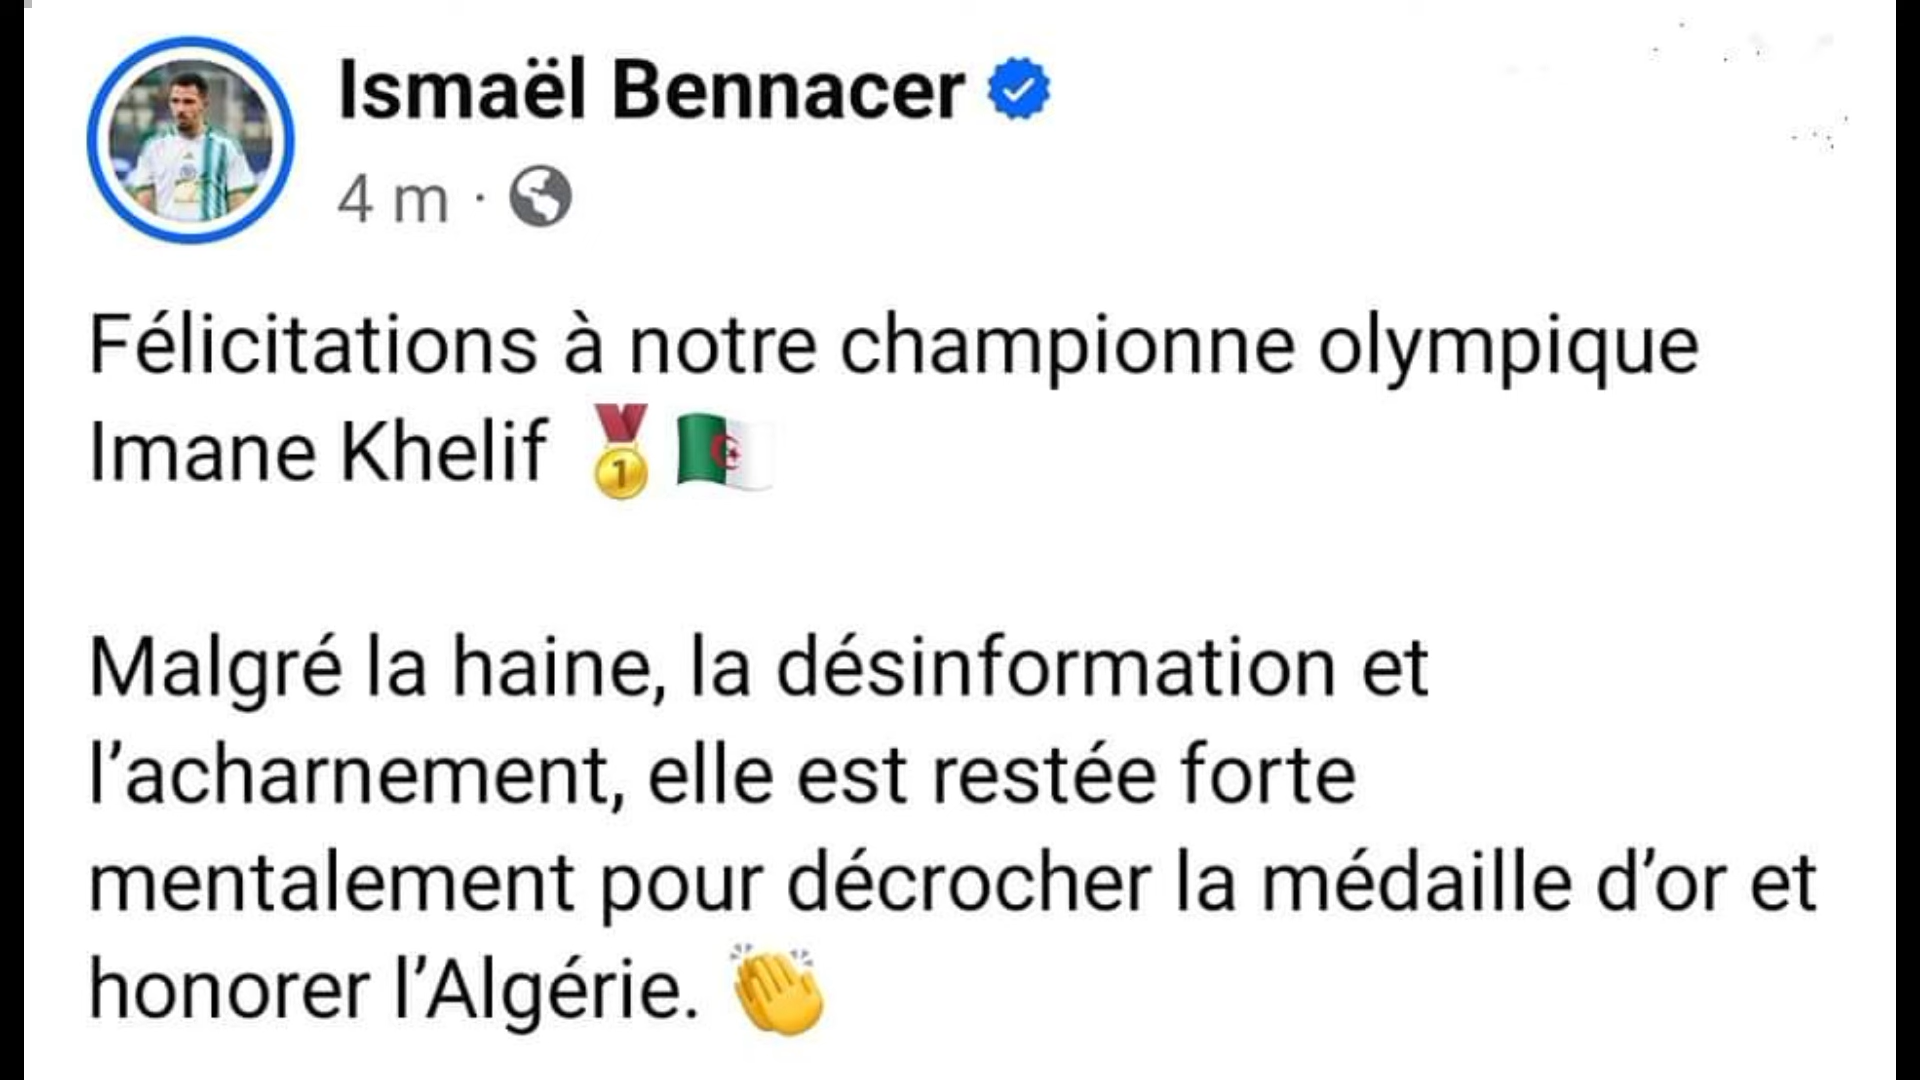 Ismaël Bennacer
4 m ·
Félicitations à notre championne olympique
Imane Khelif 🥇🇩🇿
Malgré la haine, la désinformation et
l’acharnement, elle est restée forte
mentalement pour décrocher la médaille d’or et
honorer l’Algérie. 👏